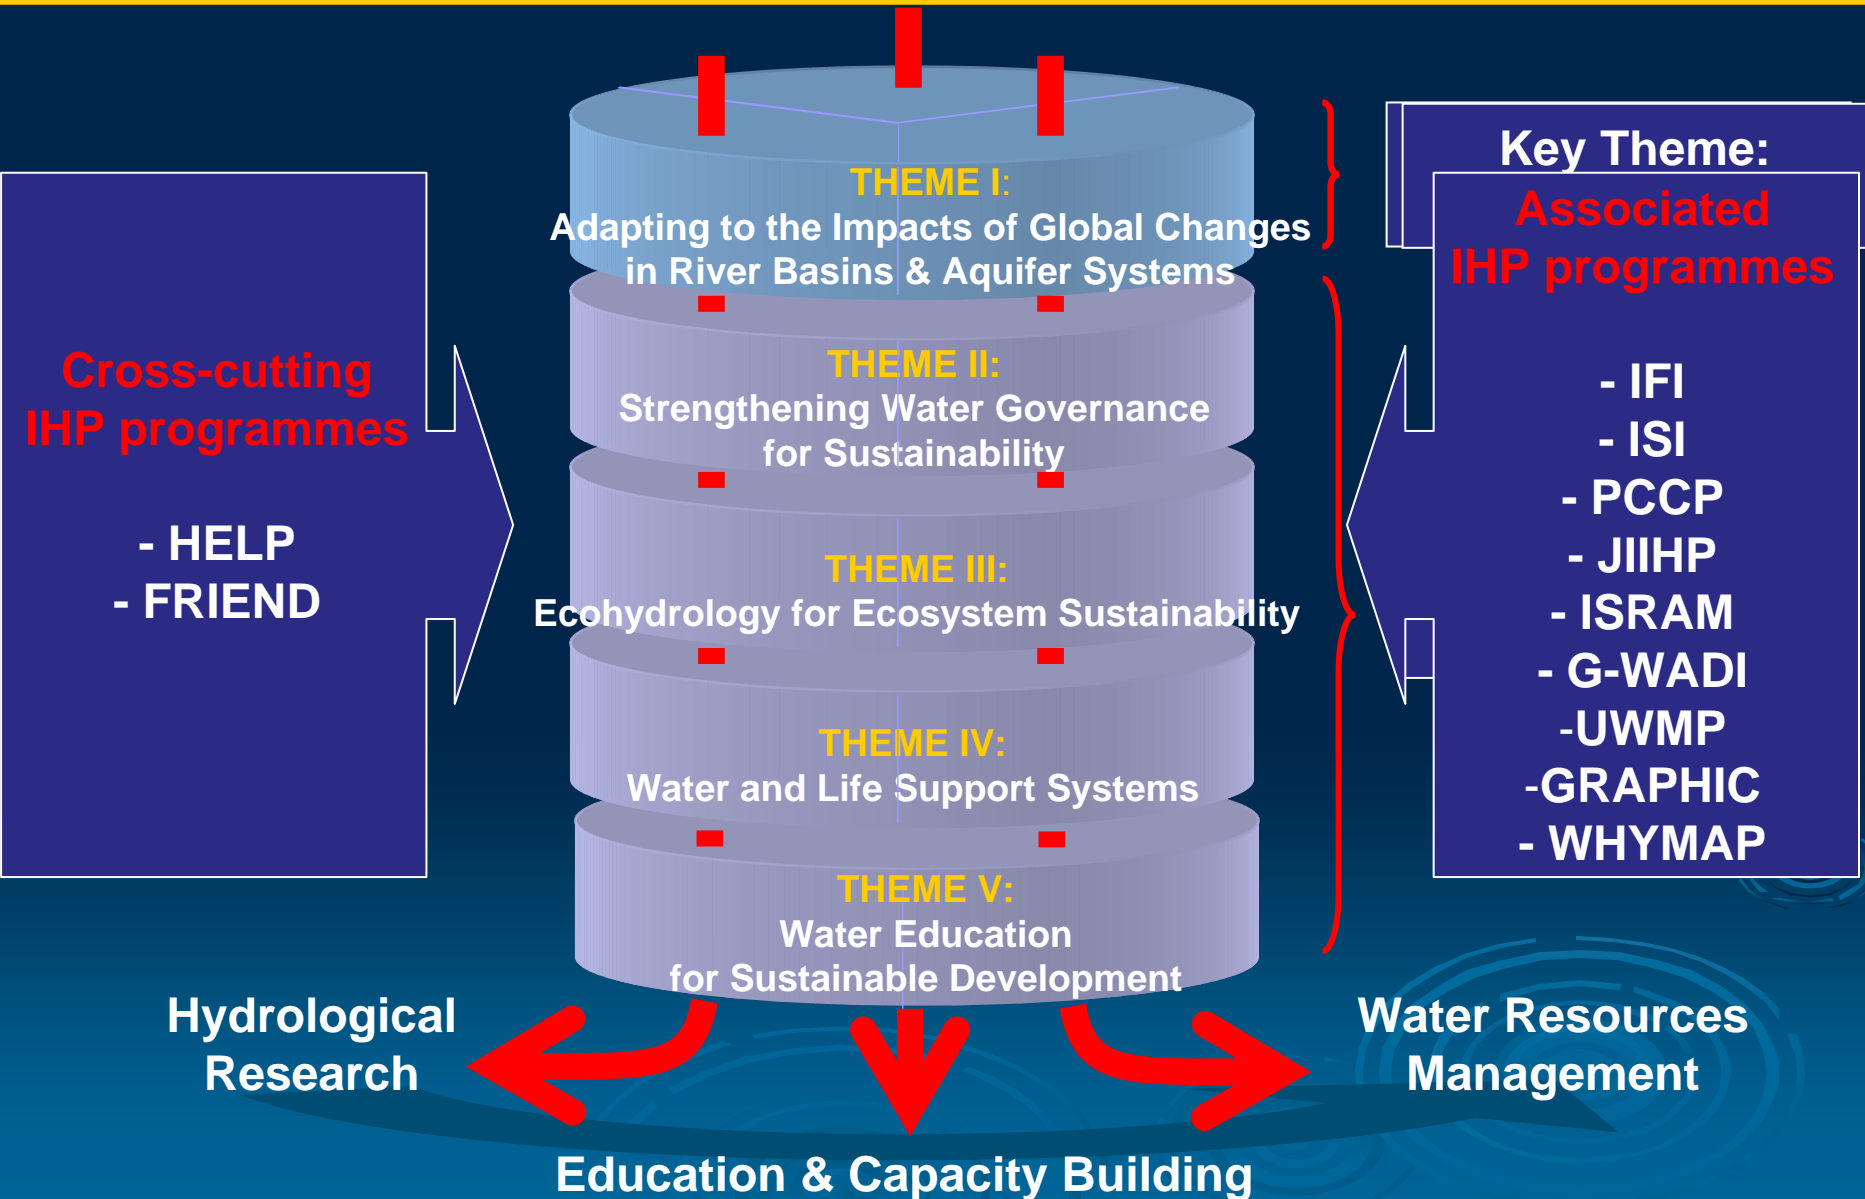 Cross-cutting
IHP programmes
- HELP
- FRIEND
THEME I:
Adapting to the Impacts of Global Changes
in River Basins & Aquifer Systems
THEME II:
Strengthening Water Governance
for Sustainability
THEME III:
Ecohydrology for Ecosystem Sustainability
THEME IV:
Water and Life Support Systems
THEME V:
Water Education
for Sustainable Development
Key Theme:
Associated
IHP programmes
- IFI
- ISI
- PCCP
- JIIHP
- ISRAM
- G-WADI
-UWMP
-GRAPHIC
- WHYMAP
Hydrological
Research
Education & Capacity Building
Water Resources
Management